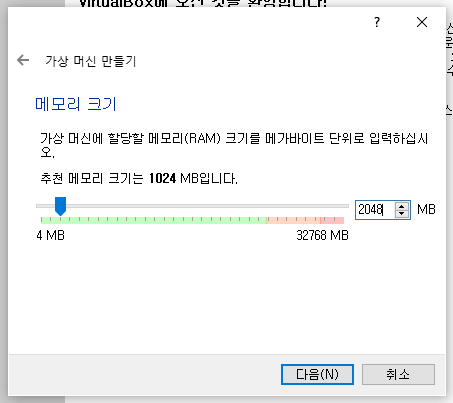 VirtualBox에 오신 것을 환영합니다!
?
가상 머신 만들기
메모리 크기
가상 머신에 할당할 메모리(RAM) 크기를 메가바이트 단위로 입력하십시
오.
추천 메모리 크기는 1024 MB입니다.
2048 MB
4 MB 32768 MB
다음(N) 취소